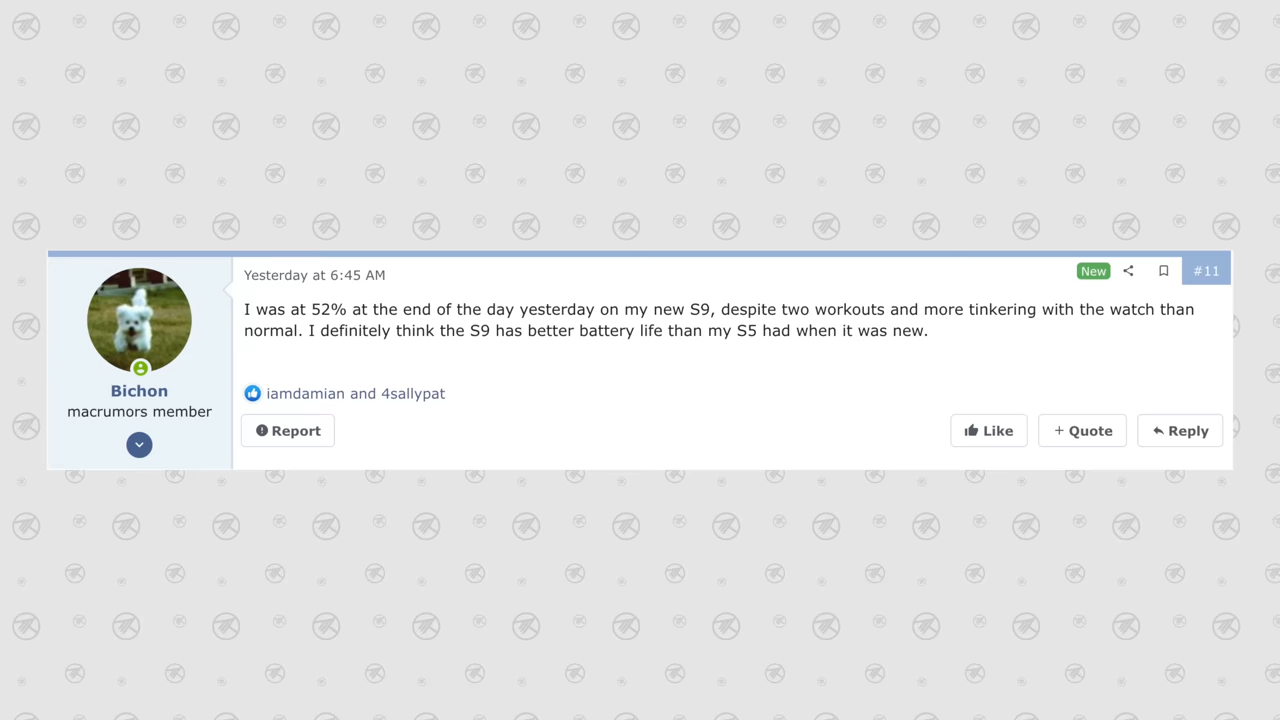 Yesterday at 6:45 AM
New
#11
I was at 52% at the end of the day yesterday on my new S9, despite two workouts and more tinkering with the watch than
normal. I definitely think the S9 has better battery life than my S5 had when it was new.
Bichon
macrumors member
iamdamian and 4sallypat
Report
Like
+ Quote
Reply